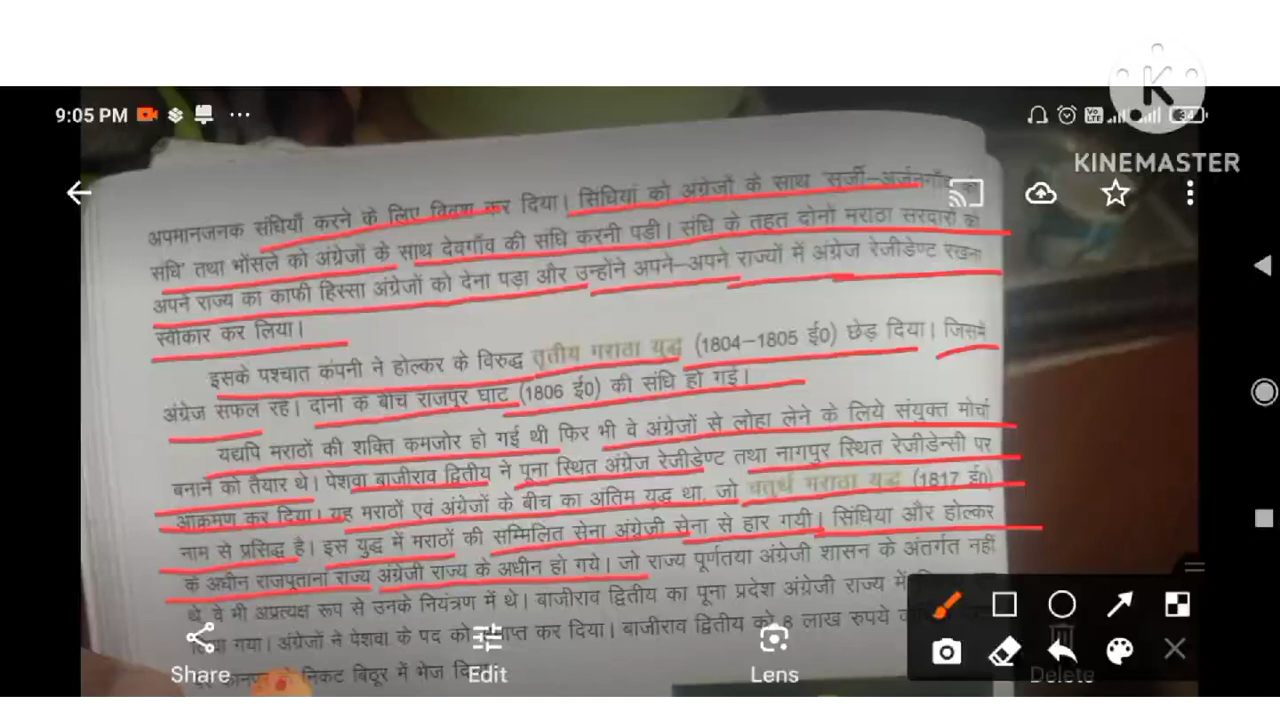 KINEMASTER
9:05 PM
34
अपमानजनक संधियाँ करने के लिए विवश कर दिया। सिंधियां को अंग्रेजों के साथ 'सर्जी-अर्जनगाँव की
संधि' तथा भोंसले को अंग्रेजों के साथ देवगाँव की संधि करनी पडी। संधि के तहत दोनो मराठा सरदारों को
अपने राज्य का काफी हिस्सा अंग्रेजों को देना पड़ा और उन्होने अपने-अपने राज्यों में अंग्रेज रेजीडेण्ट रखना
स्वीकार कर लिया।
इसके पश्चात कंपनी ने होल्कर के विरुद्ध तृतीय मराठा युद्ध (1804-1805 ई0) छेड़ दिया। जिसमें
अंग्रेज सफल रहे। दोनो के बीच राजपुर घाट (1806 ई0) की संधि हो गई।
यद्यपि मराठों की शक्ति कमजोर हो गई थी फिर भी वे अंग्रेजों से लोहा लेने के लिये संयुक्त मोर्चा
बनाने को तैयार थे। पेशवा बाजीराव द्वितीय ने पूना स्थित अंग्रेज रेजीडेण्ट तथा नागपुर स्थित रेजीडेन्सी पर
आक्रमण कर दिया। यह मराठों एवं अंग्रेजों के बीच का अंतिम युद्ध था, जो चतुर्थ मराठा युद्ध (1817 ई0)
नाम से प्रसिद्ध है। इस युद्ध में मराठों की सम्मिलित सेना अंग्रेजी सेना से हार गयी। सिंधिया और होल्कर
के अधीन राजपूताना राज्य अंग्रेजी राज्य के अधीन हो गये। जो राज्य पूर्णतया अंग्रेजी शासन के अंतर्गत नहीं
थे, वे भी अप्रत्यक्ष रूप से उनके नियंत्रण में थे। बाजीराव द्वितीय का पूना प्रदेश अंग्रेजी राज्य में
गया। अंग्रेजों ने पेशवा के पद को समाप्त कर दिया। बाजीराव द्वितीय को 8 लाख रुपये
निकट बिठूर में भेज
Share
Edit
Lens
Delete